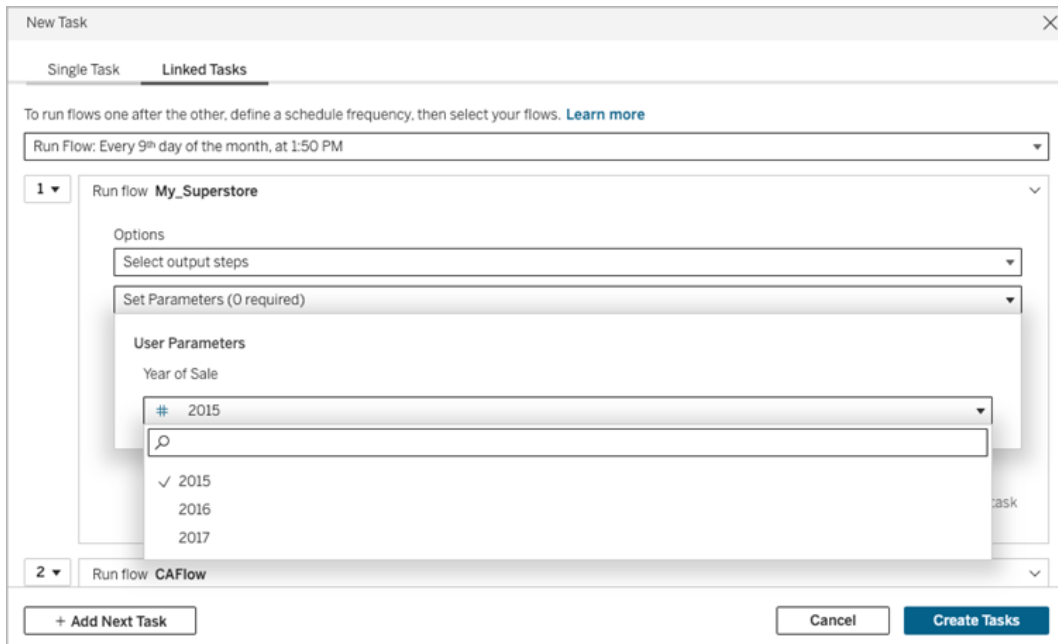 New Task
Single Task Linked Tasks
To run flows one after the other, define a schedule frequency, then select your flows. Learn more
Run Flow: Every 9th day of the month, at 1:50 PM
1 Run flow My_Superstore
Options
Select output steps
Set Parameters (0 required)
User Parameters
Year of Sale
# 2015
2015
2016
task
2017
2 Run flow CAFlow
+ Add Next Task Cancel Create Tasks